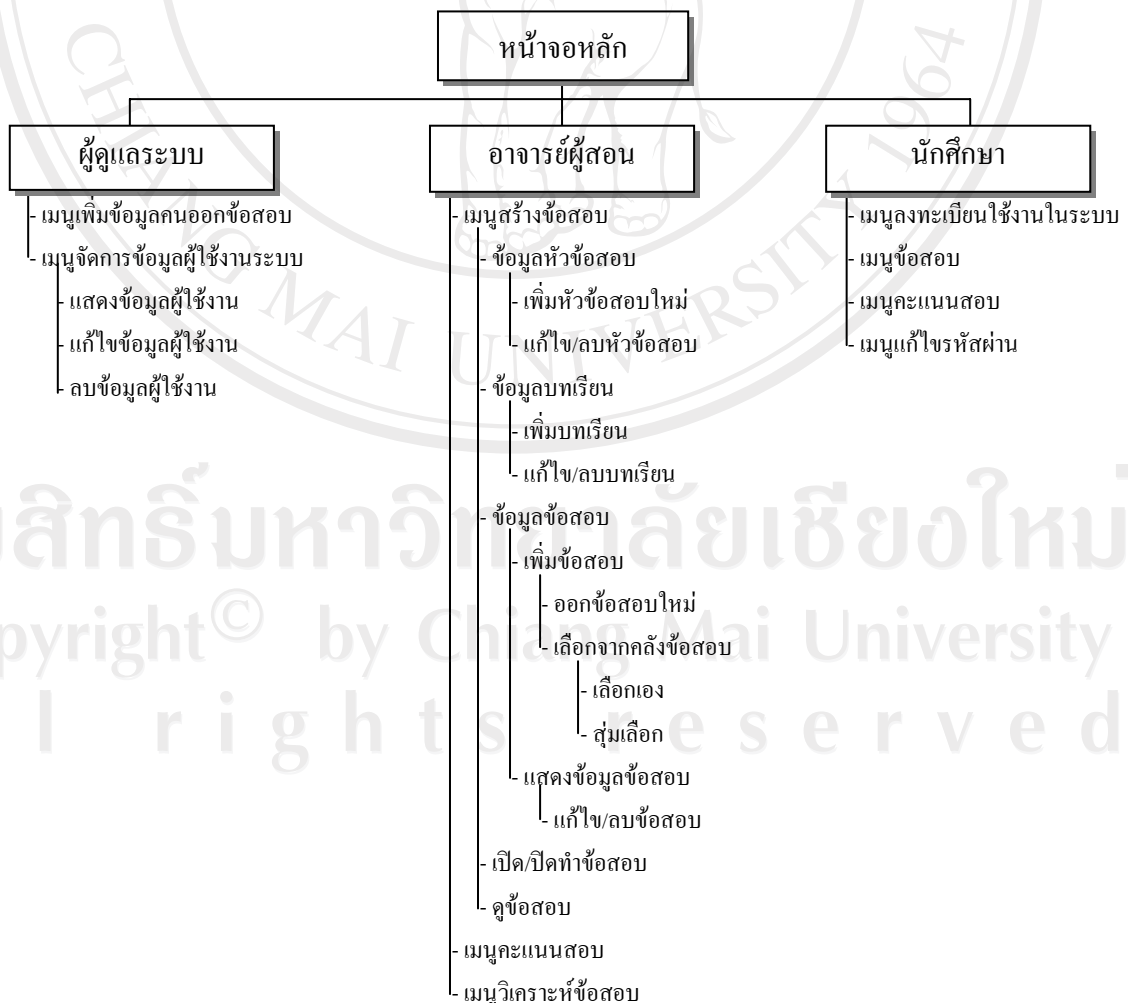 หน้าจอหลัก
ผู้ดูแลระบบ
- เมนูเพิ่มข้อมูลคนออกข้อสอบ
- เมนูจัดการข้อมูลผู้ใช้งานระบบ
- แสดงข้อมูลผู้ใช้งาน
- แก้ไขข้อมูลผู้ใช้งาน
- ลบข้อมูลผู้ใช้งาน
อาจารย์ผู้สอน
- เมนูสร้างข้อสอบ
- ข้อมูลหัวข้อสอบ
- เพิ่มหัวข้อสอบใหม่
- แก้ไข/ลบหัวข้อสอบ
- ข้อมูลบทเรียน
- เพิ่มบทเรียน
- แก้ไข/ลบบทเรียน
- ข้อมูลข้อสอบ
- เพิ่มข้อสอบ
- ออกข้อสอบใหม่
- เลือกจากคลังข้อสอบ
- เลือกเอง
- สุ่มเลือก
- แสดงข้อมูลข้อสอบ
- แก้ไข/ลบข้อสอบ
- เปิด/ปิดทำข้อสอบ
- ดูข้อสอบ
- เมนูคะแนนสอบ
- เมนูวิเคราะห์ข้อสอบ
นักศึกษา
- เมนูลงทะเบียนใช้งานในระบบ
- เมนูข้อสอบ
- เมนูคะแนนสอบ
- เมนูแก้ไขรหัสผ่าน
CHIANG MAI UNIVERSITY 1964
สิทธิ์มหาวิทยาลัยเชียงใหม่
pyright© by Chiang Mai University
l rights reserved